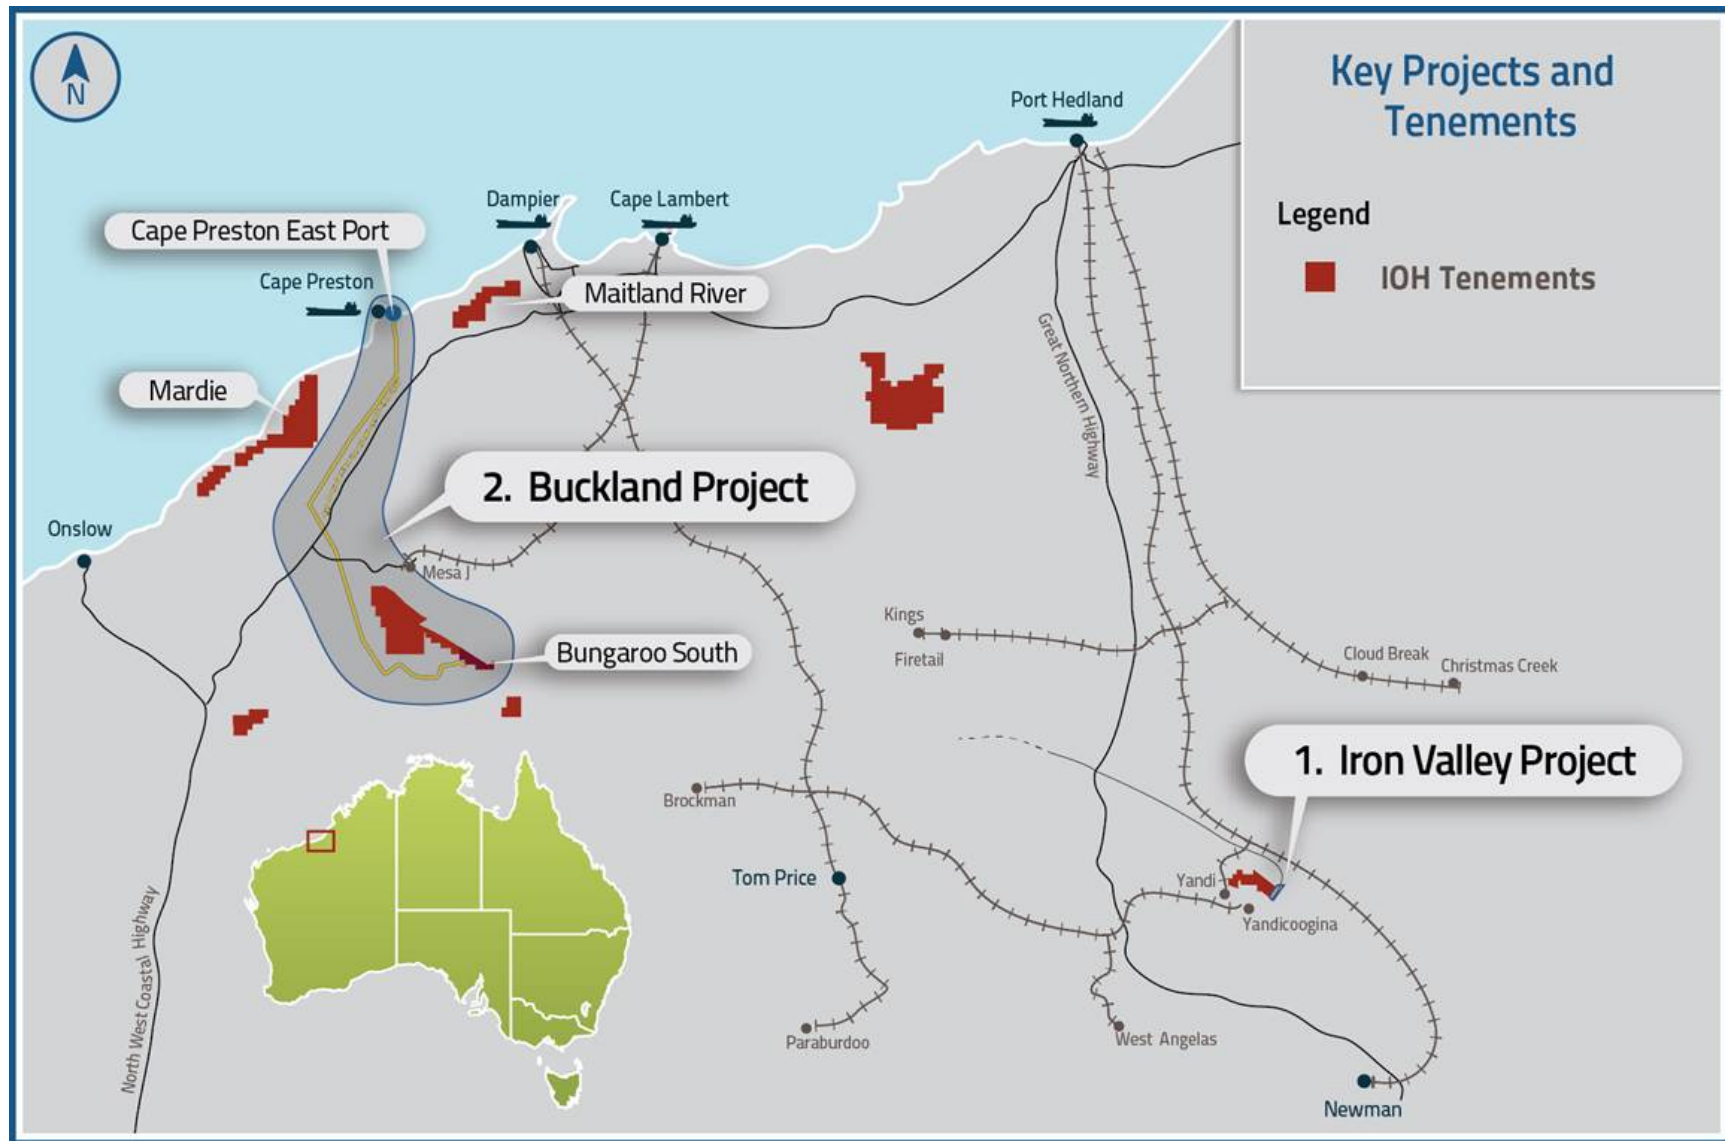 N
Key Projects and
Tenements
Legend
IOH Tenements
Port Hedland
Dampier
Cape Lambert
Cape Preston East Port
Cape Preston
Maitland River
Mardie
Great Northern Highway
2. Buckland Project
Onslow
Mesa J
Kings
Firetail
Bungaroo South
Cloud Break
Christmas Creek
1. Iron Valley Project
Brockman
Tom Price
Yandi
Yandicoogina
North West Coastal Highway
Paraburdoo
West Angelas
Newman